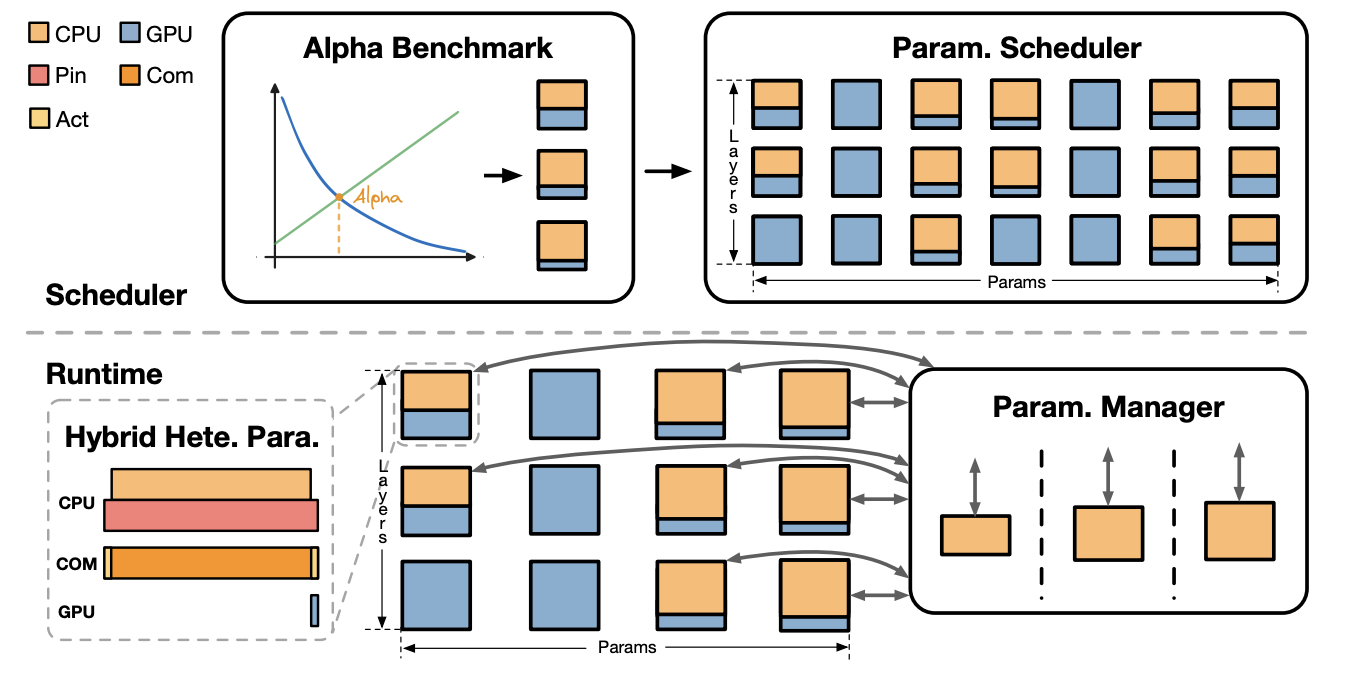 CPU
GPU
Pin
Com
Act
Alpha Benchmark
Alpha
Param. Scheduler
Layers
Params
Scheduler
Runtime
Hybrid Hete. Para.
CPU
COM
GPU
Layers
Params
Param. Manager